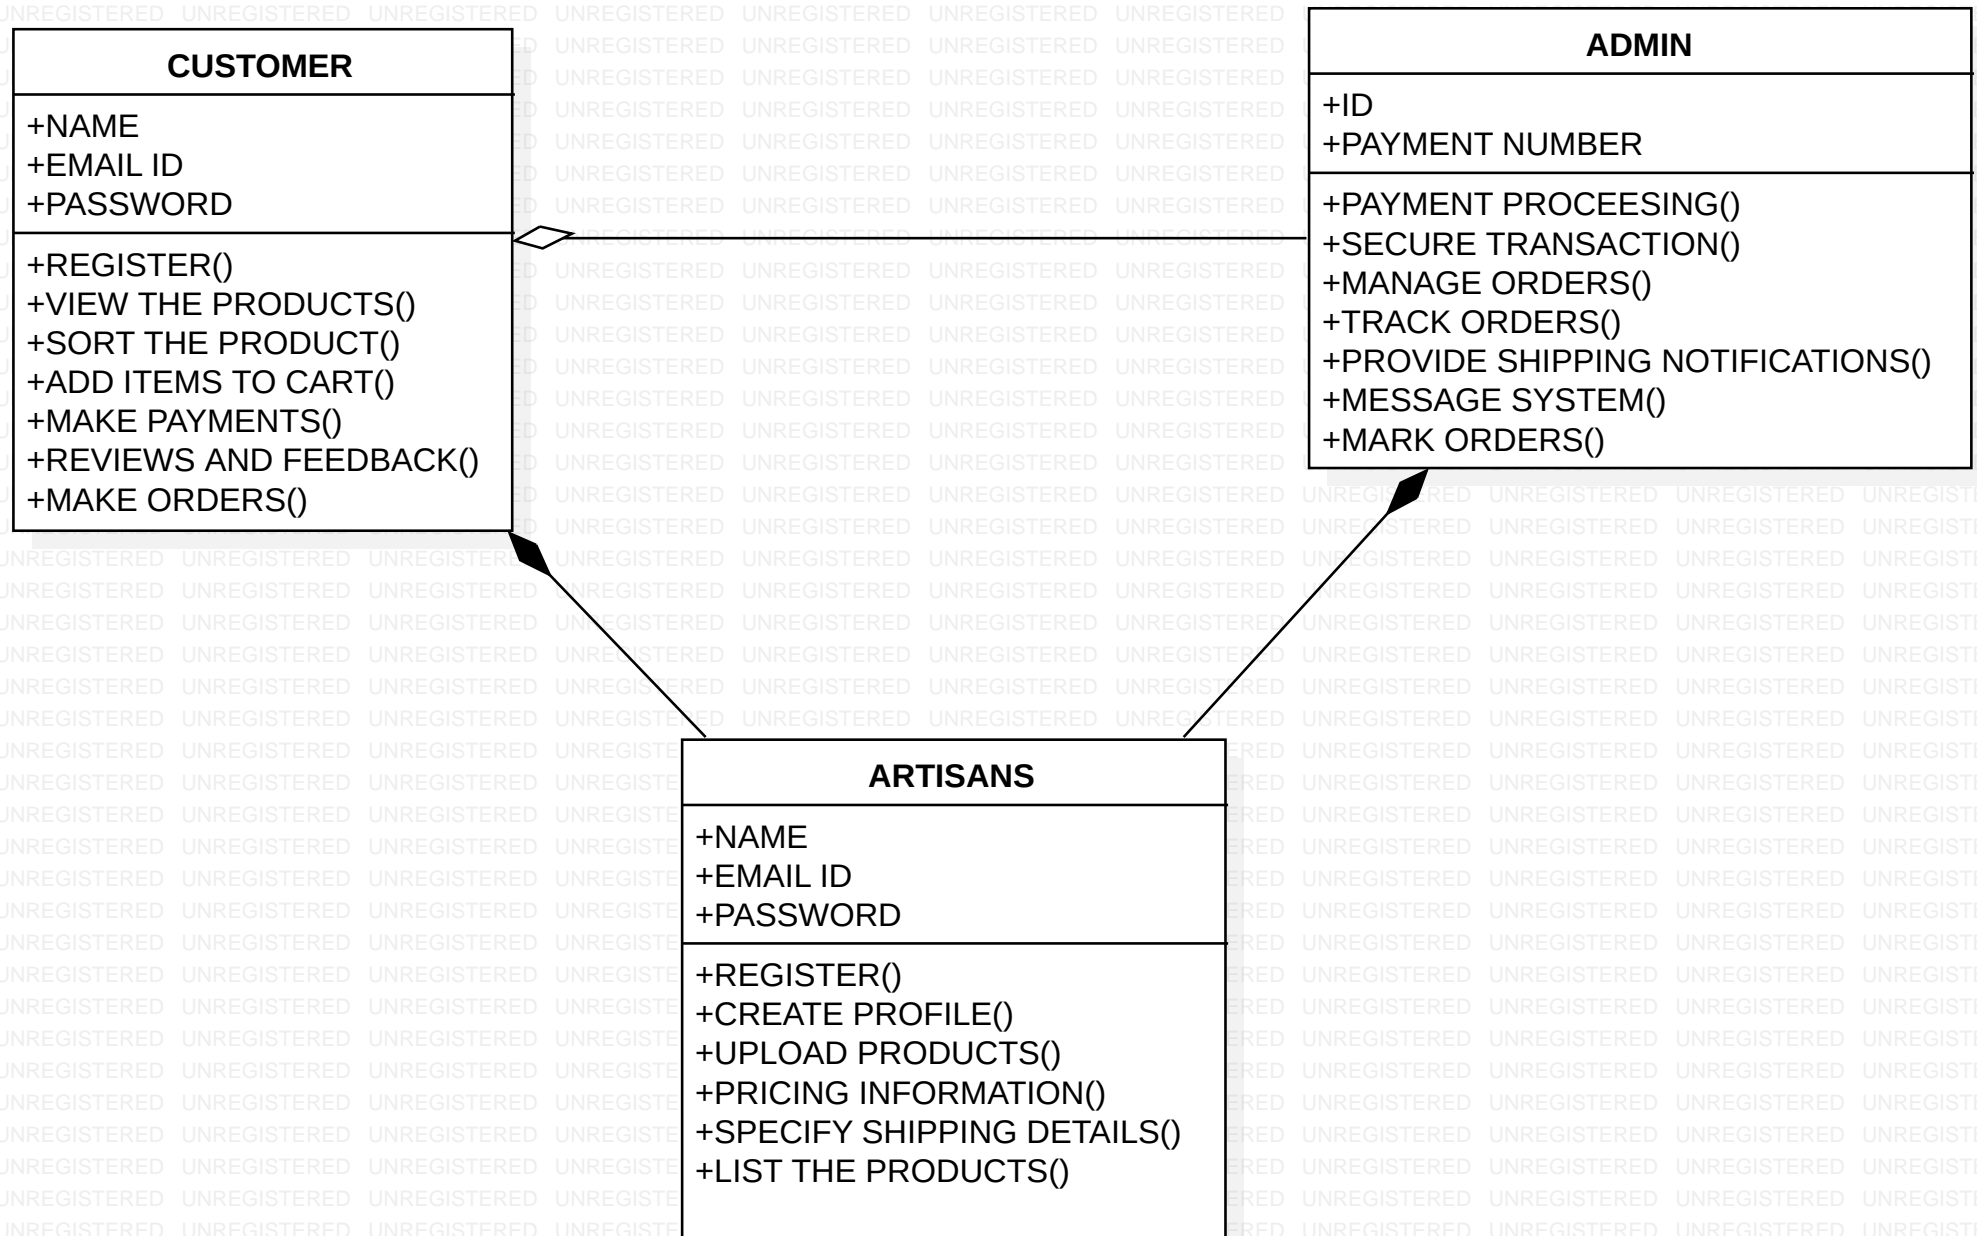 CUSTOMER
+NAME
+EMAIL ID
+PASSWORD
+REGISTER()
+VIEW THE PRODUCTS()
+SORT THE PRODUCT()
+ADD ITEMS TO CART()
+MAKE PAYMENTS()
+REVIEWS AND FEEDBACK()
+MAKE ORDERS()
ADMIN
+ID
+PAYMENT NUMBER
+PAYMENT PROCEESING()
+SECURE TRANSACTION()
+MANAGE ORDERS()
+TRACK ORDERS()
+PROVIDE SHIPPING NOTIFICATIONS()
+MESSAGE SYSTEM()
+MARK ORDERS()
ARTISANS
+NAME
+EMAIL ID
+PASSWORD
+REGISTER()
+CREATE PROFILE()
+UPLOAD PRODUCTS()
+PRICING INFORMATION()
+SPECIFY SHIPPING DETAILS()
+LIST THE PRODUCTS()
UNREGISTERED